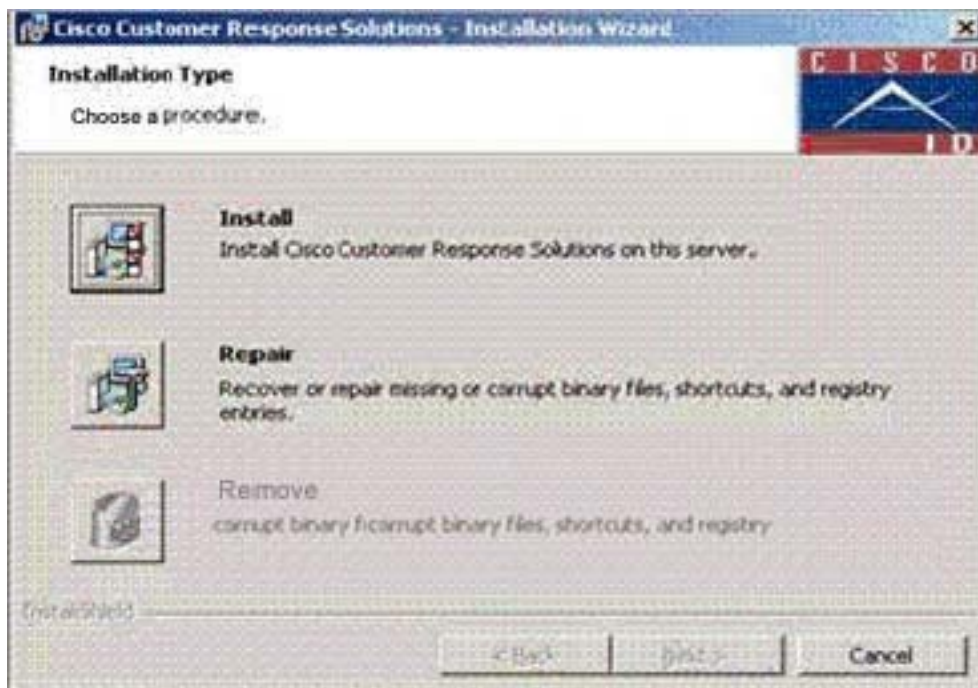 Cisco Customer Response Solutions - Installation Wizard
CISCO
Installation Type
Choose a procedure.
Install
Install Cisco Customer Response Solutions on this server.
Repair
Recover or repair missing or corrupt binary files, shortcuts, and registry
entries.
Remove
corrupt binary ficorrupt binary files, shortcuts, and registry
InstallShield
< Back
Next >
Cancel